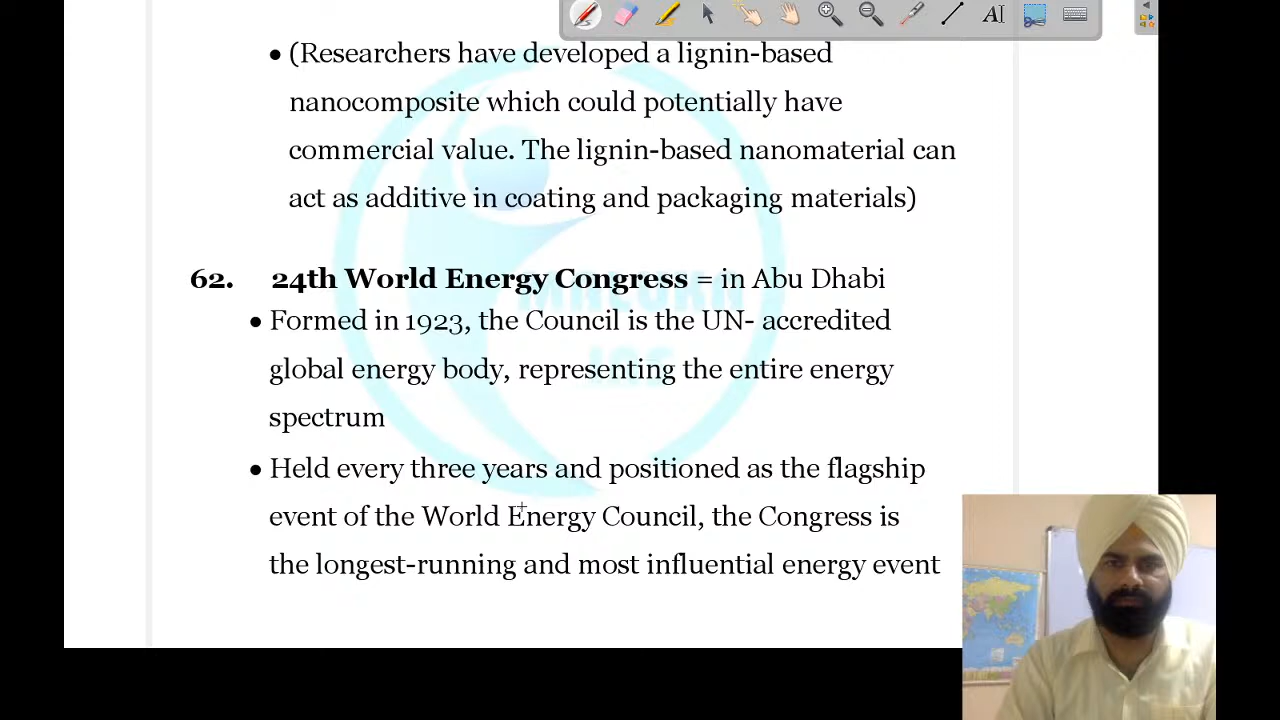 • (Researchers have developed a lignin-based
nanocomposite which could potentially have
commercial value. The lignin-based nanomaterial can
act as additive in coating and packaging materials)
62. 24th World Energy Congress = in Abu Dhabi
• Formed in 1923, the Council is the UN- accredited
global energy body, representing the entire energy
spectrum
• Held every three years and positioned as the flagship
event of the World Energy Council, the Congress is
the longest-running and most influential energy event